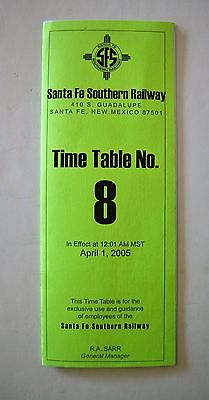 SFS
Santa Fe Southern Railway
410 S. GUADALUPE
SANTA FE, NEW MEXICO 87501
Time Table No.
8
In Effect at 12:01 AM MST
April 1, 2005
This Time Table is for the
exclusive use and guidance
of employees of the
Santa Fe Southern Railway
R.A. SARR
General Manager